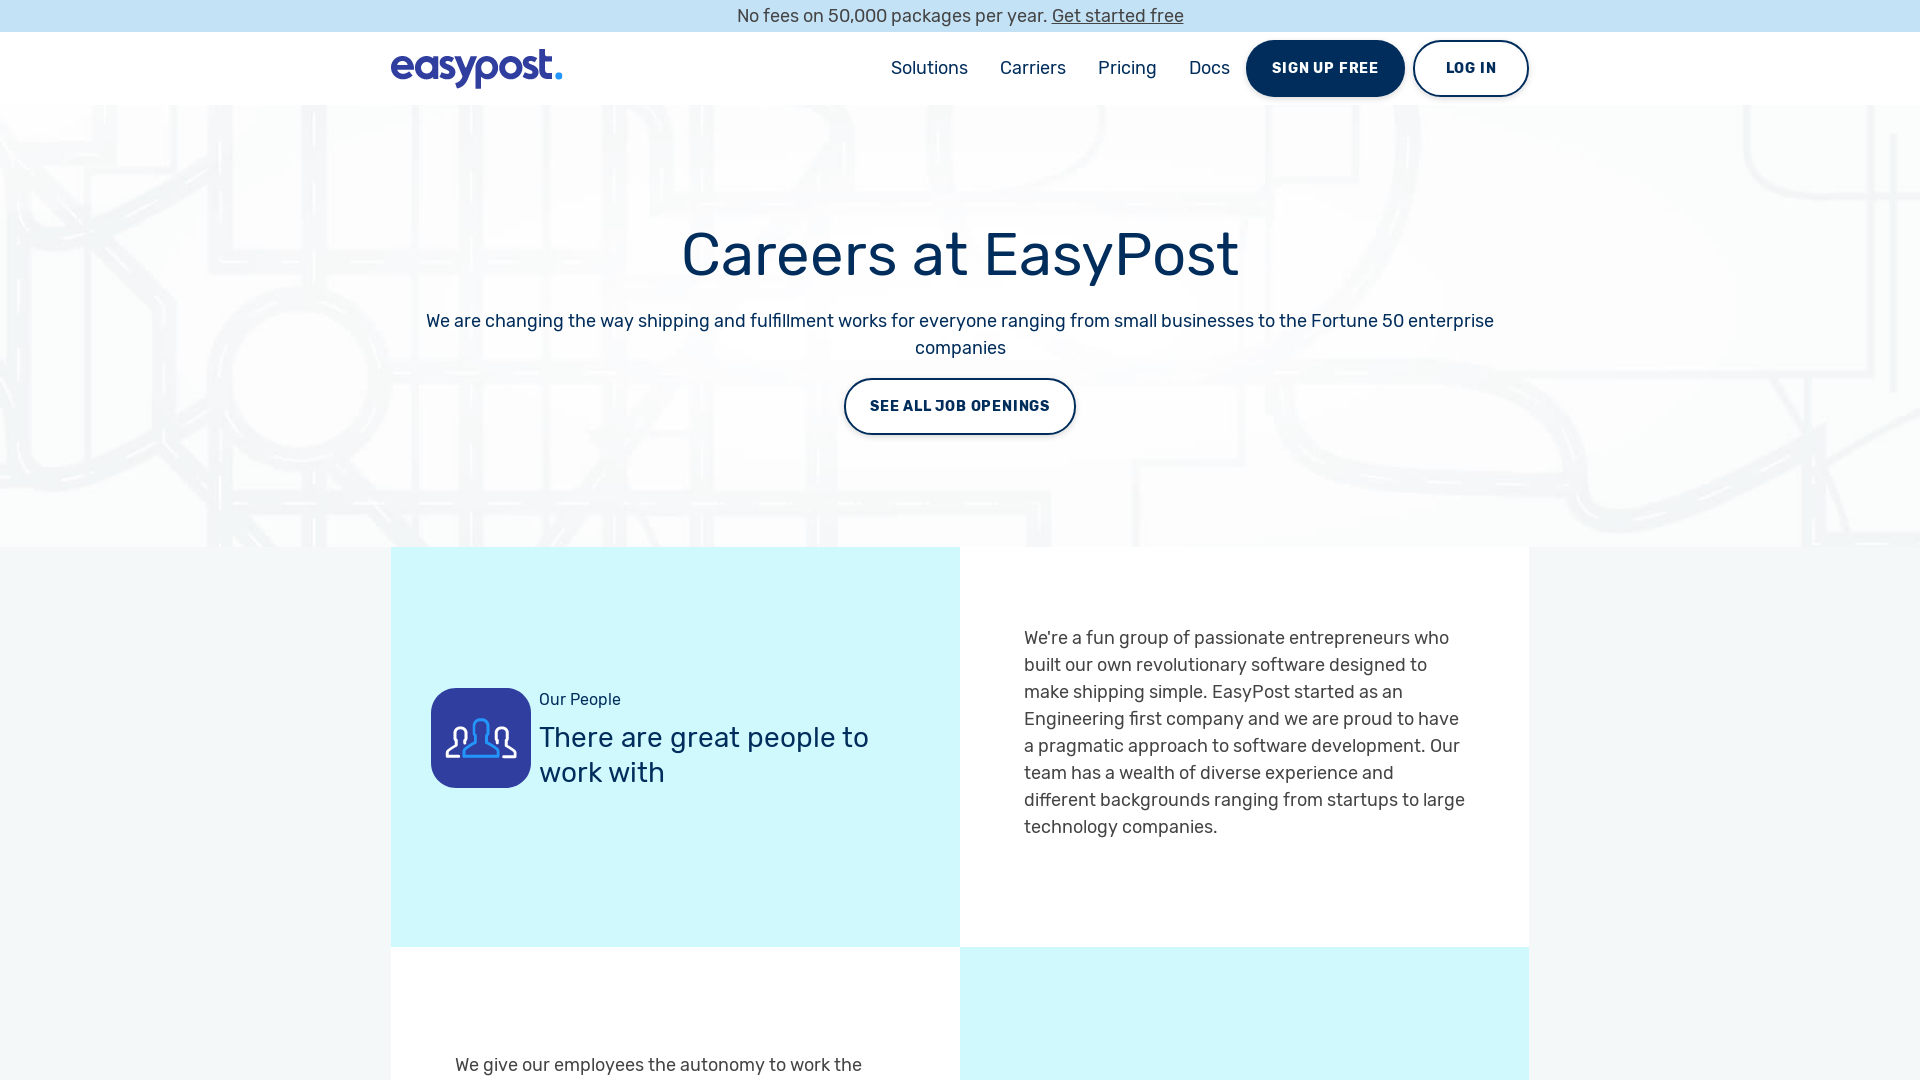 No fees on 50,000 packages per year. Get started free
easypost.
Solutions
Carriers
Pricing
Docs
SIGN UP FREE
LOG IN
Careers at EasyPost
We are changing the way shipping and fulfillment works for everyone ranging from small businesses to the Fortune 50 enterprise
companies
SEE ALL JOB OPENINGS
Our People
There are great people to
work with
We're a fun group of passionate entrepreneurs who
built our own revolutionary software designed to
make shipping simple. EasyPost started as an
Engineering first company and we are proud to have
a pragmatic approach to software development. Our
team has a wealth of diverse experience and
different backgrounds ranging from startups to large
technology companies.
We give our employees the autonomy to work the